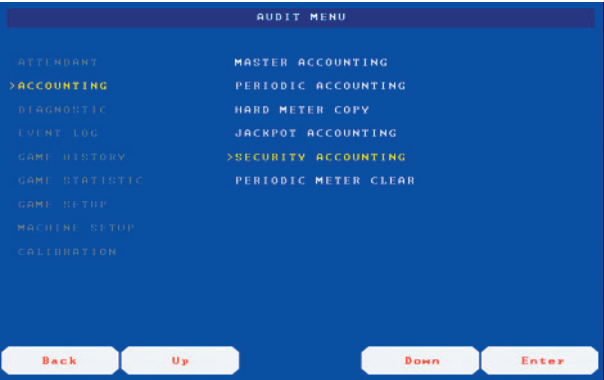 AUDIT MENU
ATTENDANT
>ACCOUNTING
DIAGNOSTIC
EVENT LOG
GAME HISTORY
GAME STATISTIC
GAME SETUP
MACHINE SETUP
CALIBRATION
MASTER ACCOUNTING
PERIODIC ACCOUNTING
HARD METER COPY
JACKPOT ACCOUNTING
>SECURITY ACCOUNTING
PERIODIC METER CLEAR
Back
Up
Down
Enter